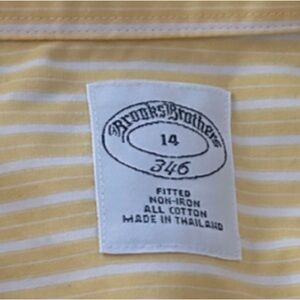 Brooks Brothers
14
346
FITTED
NON-IRON
ALL COTTON
MADE IN THAILAND